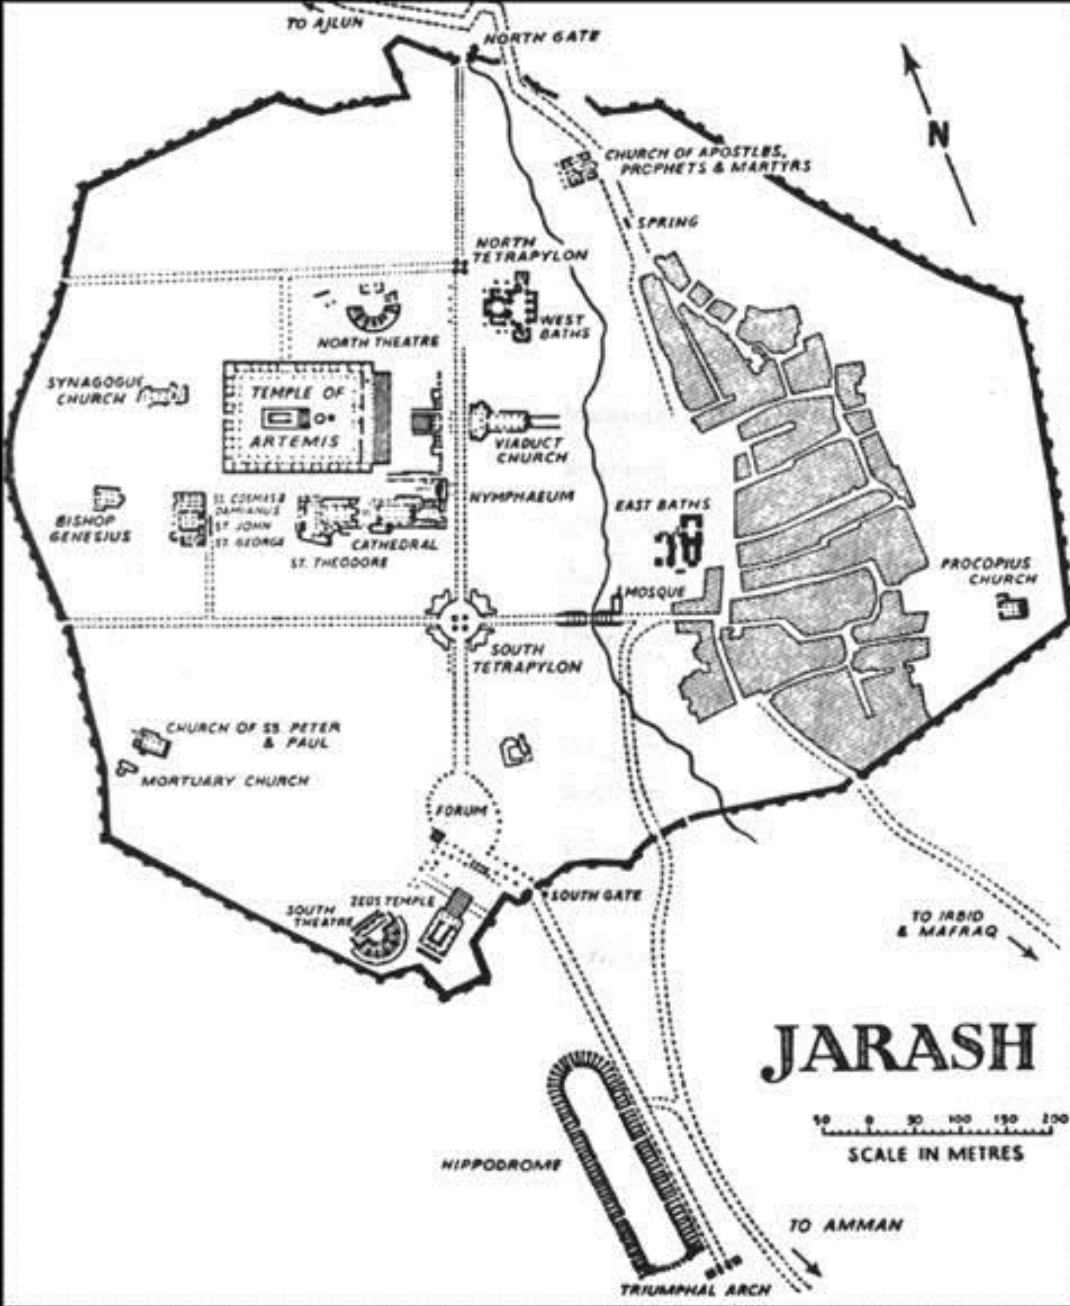 TO AJLUN
NORTH GATE
N
CHURCH OF APOSTLES,
PROPHETS & MARTYRS
SPRING
NORTH
TETRAPYLON
WEST
BATHS
NORTH THEATRE
SYNAGOGUE
CHURCH
TEMPLE OF
ARTEMIS
VIADUCT
CHURCH
NYMPHAEUM
EAST BATHS
BISHOP
GENESIUS
ST. COSMAS &
DAMIANUS
ST. JOHN
ST. GEORGE
CATHEDRAL
ST. THEODORE
MOSQUE
PROCOPIUS
CHURCH
SOUTH
TETRAPYLON
CHURCH OF SS. PETER
& PAUL
MORTUARY CHURCH
FORUM
SOUTH GATE
ZEUS TEMPLE
SOUTH
THEATRE
TO IRBID
& MAFRAQ
JARASH
50 0 50 100 150 200
SCALE IN METRES
HIPPODROME
TO AMMAN
TRIUMPHAL ARCH